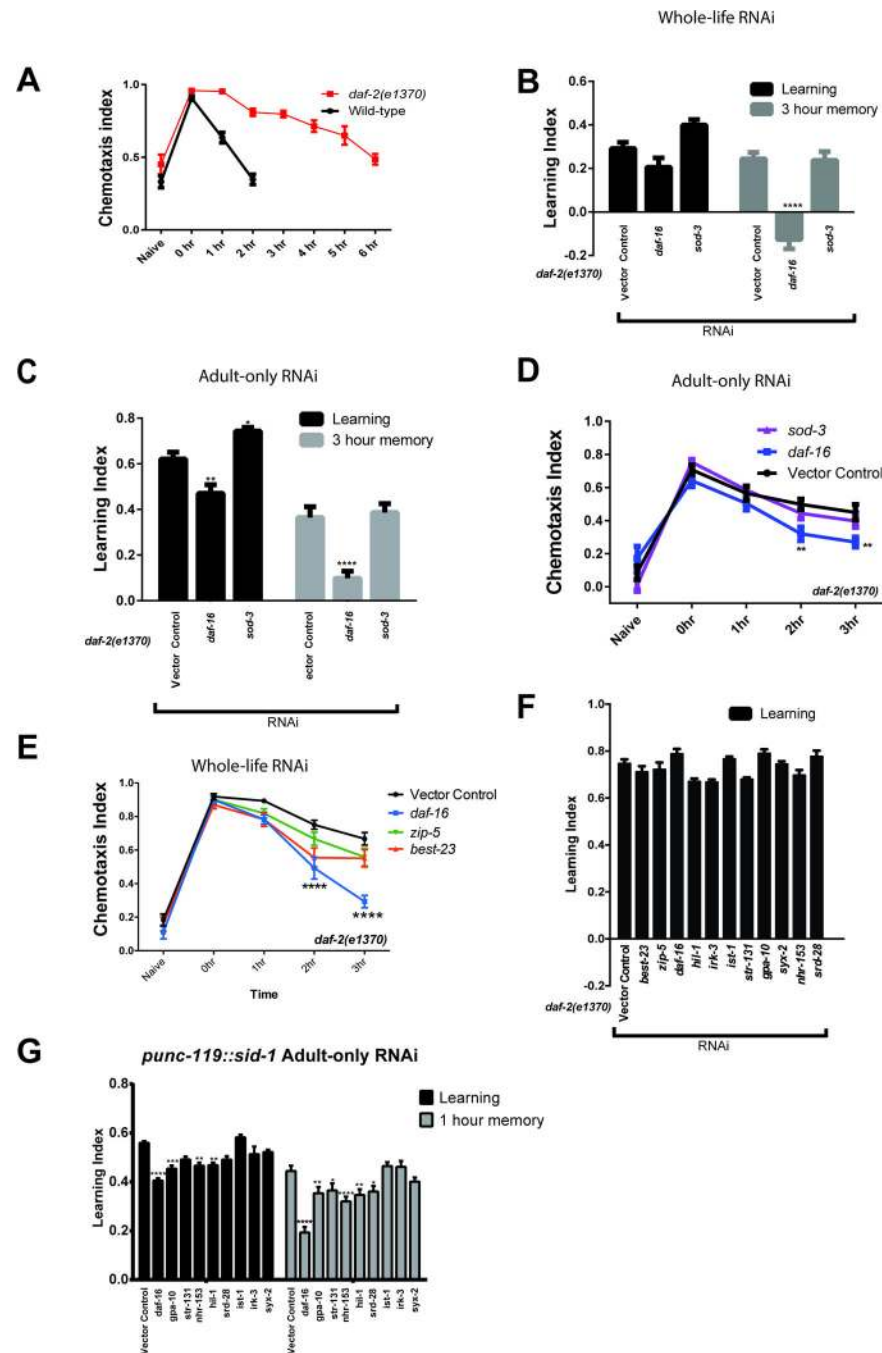 Whole-life RNAi
A
Chemotaxis index
1.0
0.5
0.0
daf-2(e1370)
Wild-type
Naive
0 hr
1 hr
2 hr
3 hr
4 hr
5 hr
6 hr
B
Learning Index
0.6
0.4
0.2
0.0
-0.2
Learning
3 hour memory
****
daf-2(e1370)
Vector Control
daf-16
sod-3
Vector Control
daf-16
sod-3
RNAi
C
Adult-only RNAi
Learning Index
0.8
0.6
0.4
0.2
0.0
Learning
3 hour memory
**
*
****
daf-2(e1370)
Vector Control
daf-16
sod-3
ector Control
daf-16
sod-3
RNAi
D
Adult-only RNAi
Chemotaxis Index
1.0
0.8
0.6
0.4
0.2
0.0
sod-3
daf-16
Vector Control
**
**
daf-2(e1370)
Naive
0hr
1hr
2hr
3hr
E
Whole-life RNAi
Chemotaxis Index
1.0
0.8
0.6
0.4
0.2
0.0
Vector Control
daf-16
zip-5
best-23
****
****
daf-2(e1370)
Naive
0hr
1hr
2hr
3hr
Time
F
Learning Index
1.0
0.8
0.6
0.4
0.2
0.0
Learning
daf-2(e1370)
Vector Control
best-23
zip-5
daf-16
hil-1
irk-3
ist-1
str-131
gpa-10
syx-2
nhr-153
srd-28
RNAi
G
punc-119::sid-1 Adult-only RNAi
Learning Index
0.8
0.6
0.4
0.2
0.0
Learning
1 hour memory
****
***
**
**
****
**
*
****
**
*
Vector Control
daf-16
gpa-10
str-131
nhr-153
hil-1
srd-28
ist-1
irk-3
syx-2
Vector Control
daf-16
gpa-10
str-131
nhr-153
hil-1
srd-28
ist-1
irk-3
syx-2